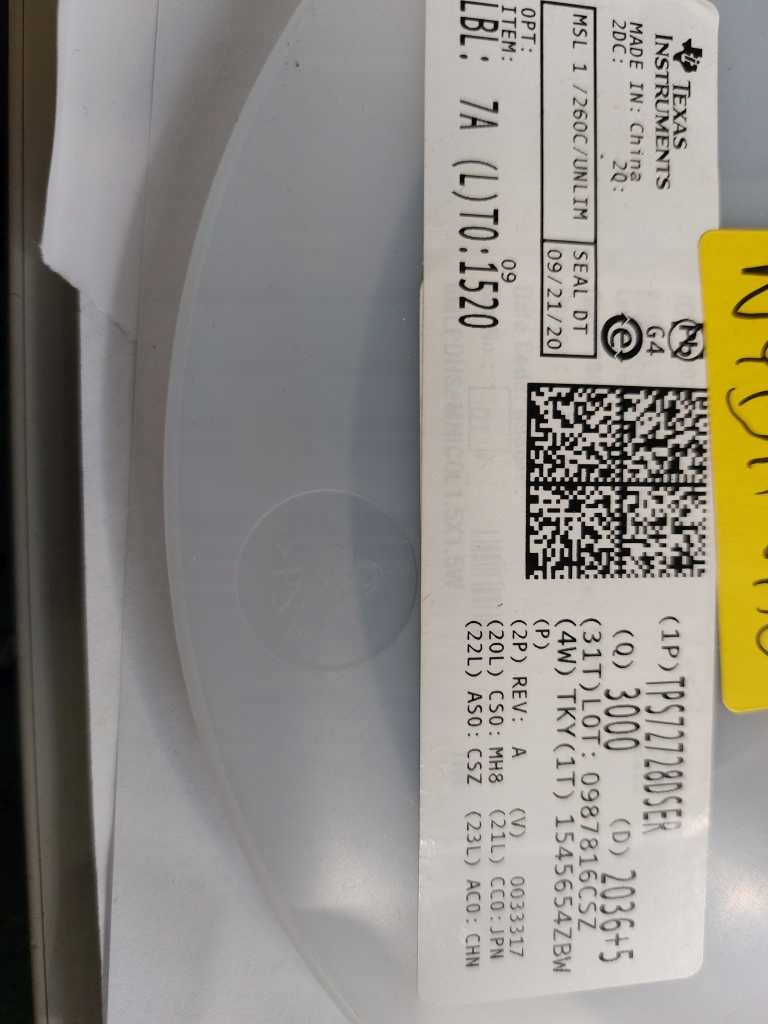 TEXAS
INSTRUMENTS
MADE IN: China 2Q:
2DC:
MSL 1 /260C/UNLIM
SEAL DT
09/21/20
OPT:
ITEM:
09
LBL: 7A (L)TO:1520
Pb
G4
e
(1P) TPS72728DSER
(Q) 3000 (D) 2036+5
(31T)LOT: 0987816CSZ
(4W) TKY(1T) 1545654ZBW
(P)
(2P) REV: A (V) 0033317
(20L) CSO: MH8 (21L) CCO:JPN
(22L) ASO: CSZ (23L) ACO: CHN